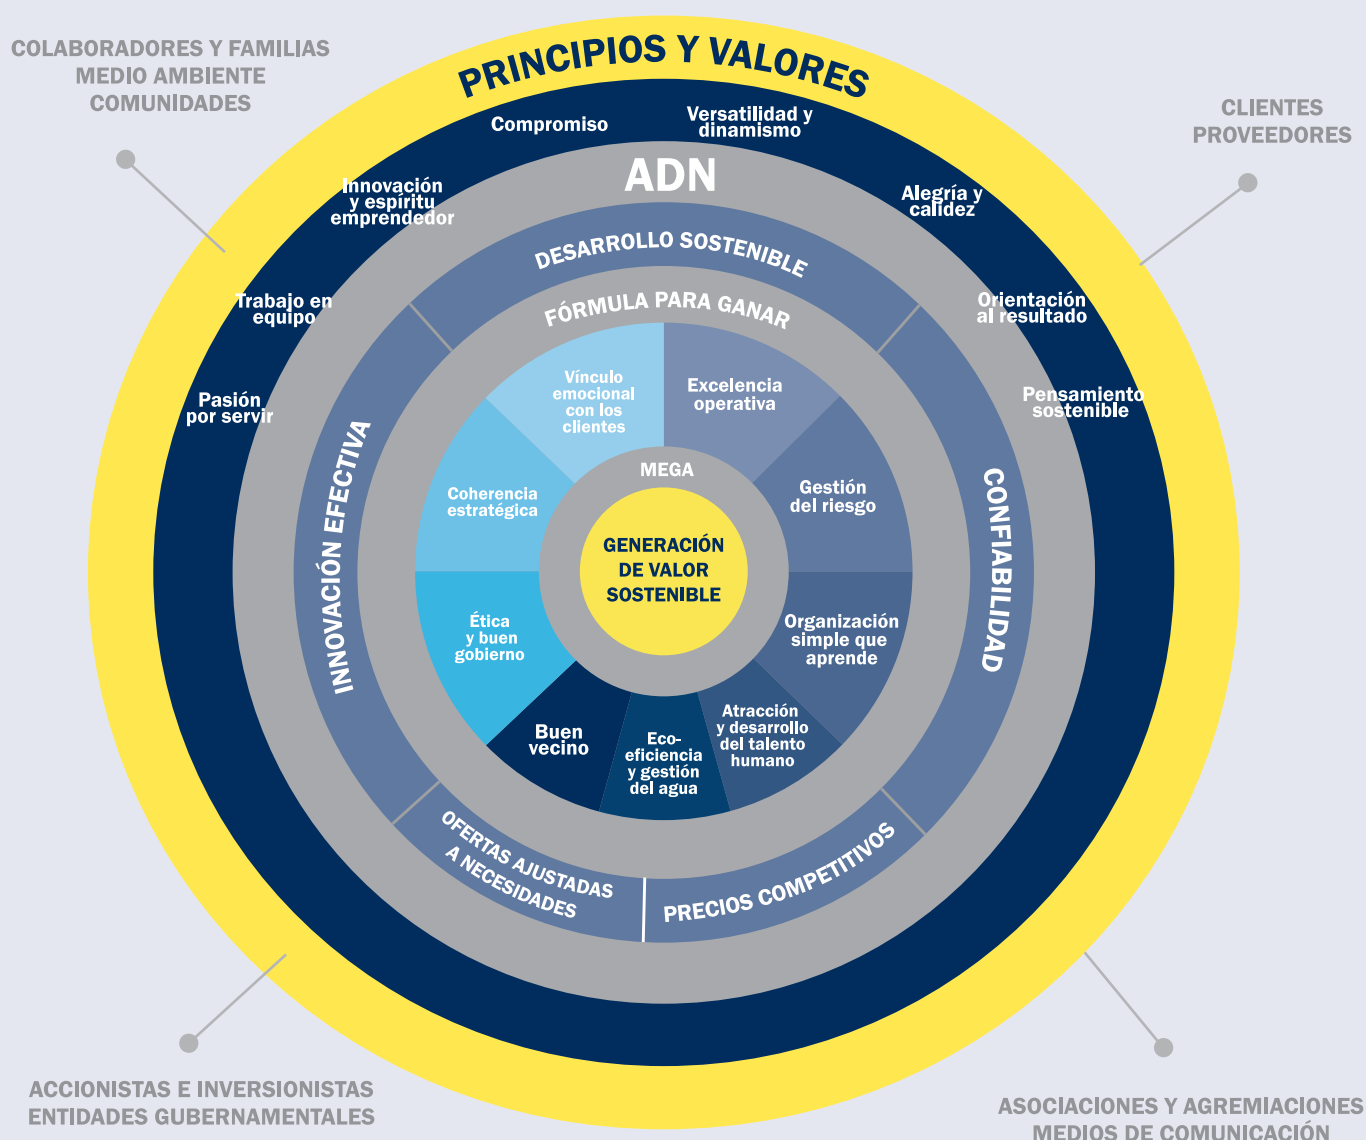 COLABORADORES Y FAMILIAS
MEDIO AMBIENTE
COMUNIDADES
CLIENTES
PROVEEDORES
PRINCIPIOS Y VALORES
Compromiso
Versatilidad y
dinamismo
Innovación
y espíritu
emprendedor
Alegría y
calidez
Trabajo en
equipo
Orientación
al resultado
Pasión
por servir
Pensamiento
sostenible
ADN
DESARROLLO SOSTENIBLE
INNOVACIÓN EFECTIVA
CONFIABILIDAD
OFERTAS AJUSTADAS
A NECESIDADES
PRECIOS COMPETITIVOS
FÓRMULA PARA GANAR
Vínculo
emocional
con los
clientes
Excelencia
operativa
Coherencia
estratégica
Gestión
del riesgo
Ética
y buen
gobierno
Organización
simple que
aprende
Buen
vecino
Eco-
eficiencia
y gestión
del agua
Atracción
y desarrollo
del talento
humano
MEGA
GENERACIÓN
DE VALOR
SOSTENIBLE
ACCIONISTAS E INVERSIONISTAS
ENTIDADES GUBERNAMENTALES
ASOCIACIONES Y AGREMIACIONES
MEDIOS DE COMUNICACIÓN